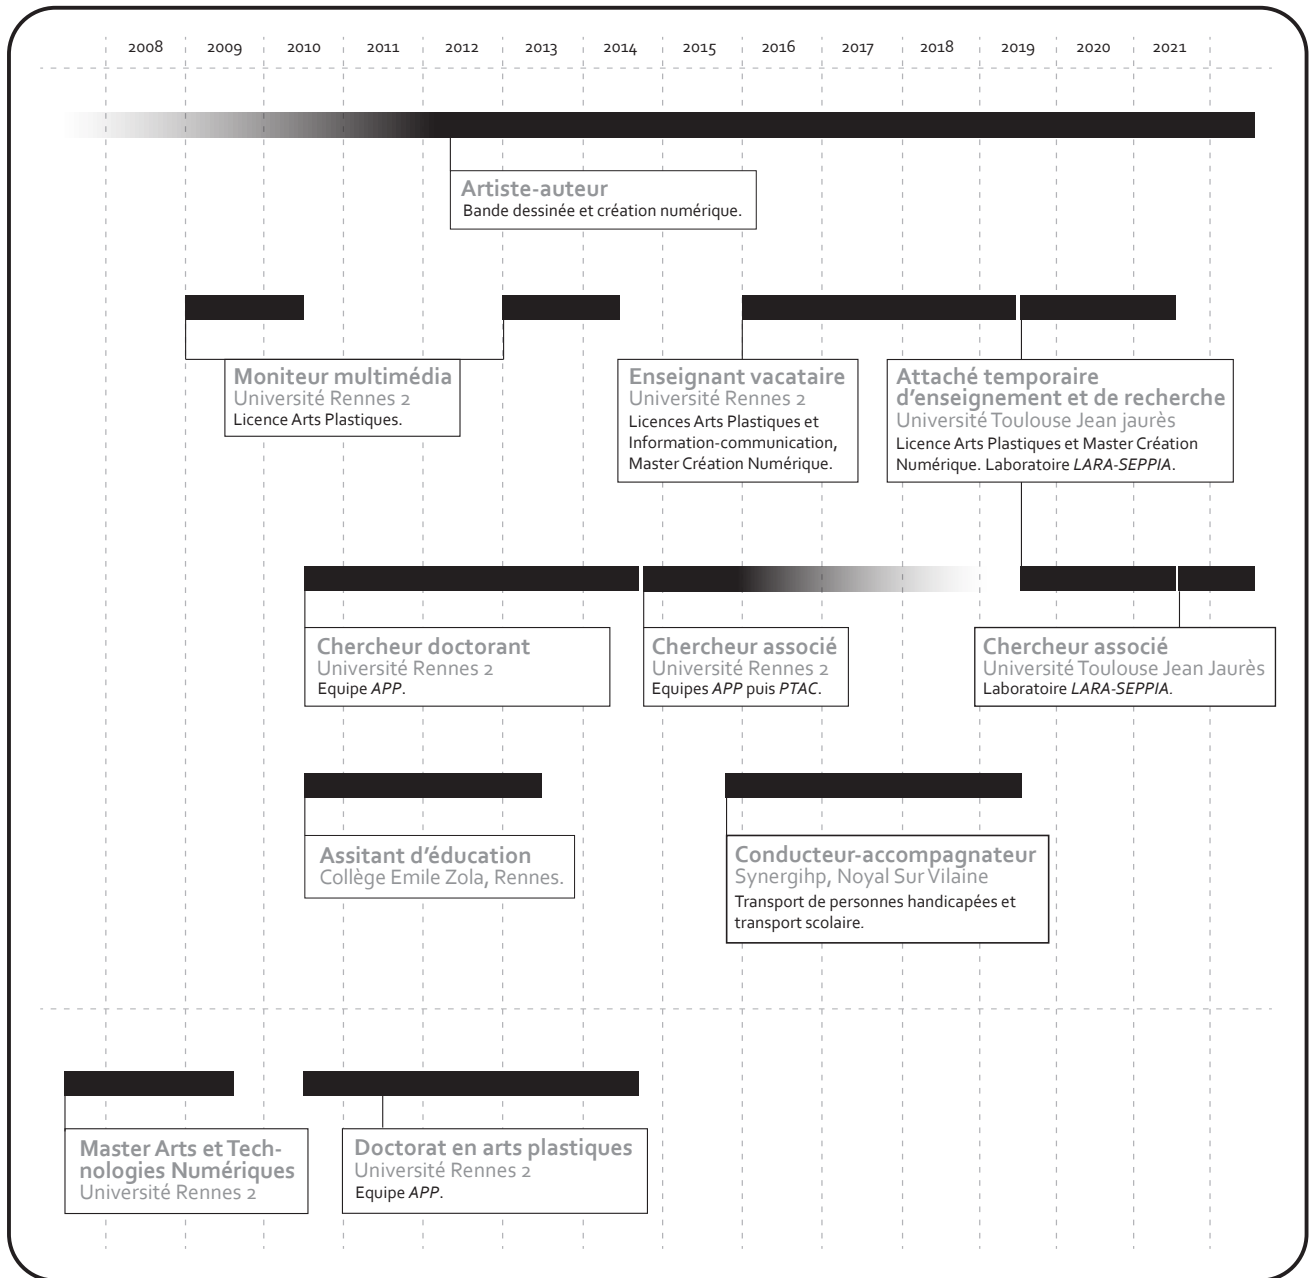 2008 2009 2010 2011 2012 2013 2014 2015 2016 2017 2018 2019 2020 2021
Artiste-auteur
Bande dessinée et création numérique.
Moniteur multimédia
Université Rennes 2
Licence Arts Plastiques.
Enseignant vacataire
Université Rennes 2
Licences Arts Plastiques et
Information-communication,
Master Création Numérique.
Attaché temporaire
d'enseignement et de recherche
Université Toulouse Jean jaurès
Licence Arts Plastiques et Master Création
Numérique. Laboratoire LARA-SEPPIA.
Chercheur doctorant
Université Rennes 2
Equipe APP.
Chercheur associé
Université Rennes 2
Equipes APP puis PTAC.
Chercheur associé
Université Toulouse Jean Jaurès
Laboratoire LARA-SEPPIA.
Assitant d'éducation
Collège Emile Zola, Rennes.
Conducteur-accompagnateur
Synergihp, Noyal Sur Vilaine
Transport de personnes handicapées et
transport scolaire.
Master Arts et Tech-
nologies Numériques
Université Rennes 2
Doctorat en arts plastiques
Université Rennes 2
Equipe APP.